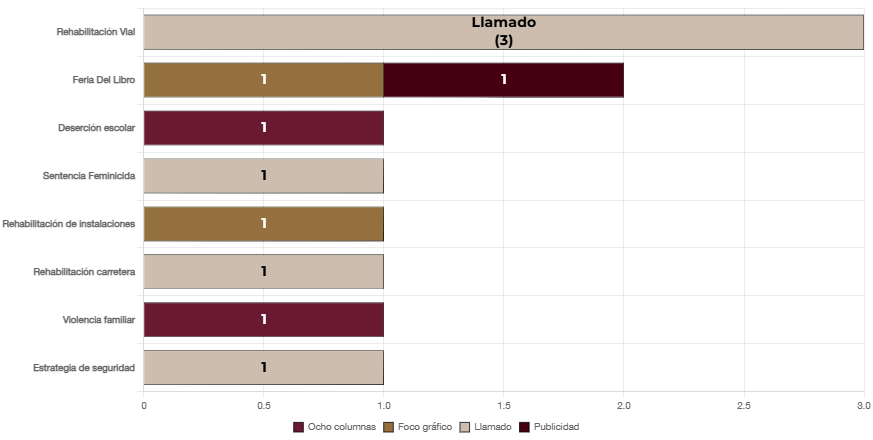 Rehabilitación Vial
Llamado
(3)
Feria Del Libro
1 1
Deserción escolar
1
Sentencia Feminicida
1
Rehabilitación de instalaciones
1
Rehabilitación carretera
1
Violencia familiar
1
Estrategia de seguridad
1
0 0.5 1.0 1.5 2.0 2.5 3.0
Ocho columnas Foco gráfico Llamado Publicidad